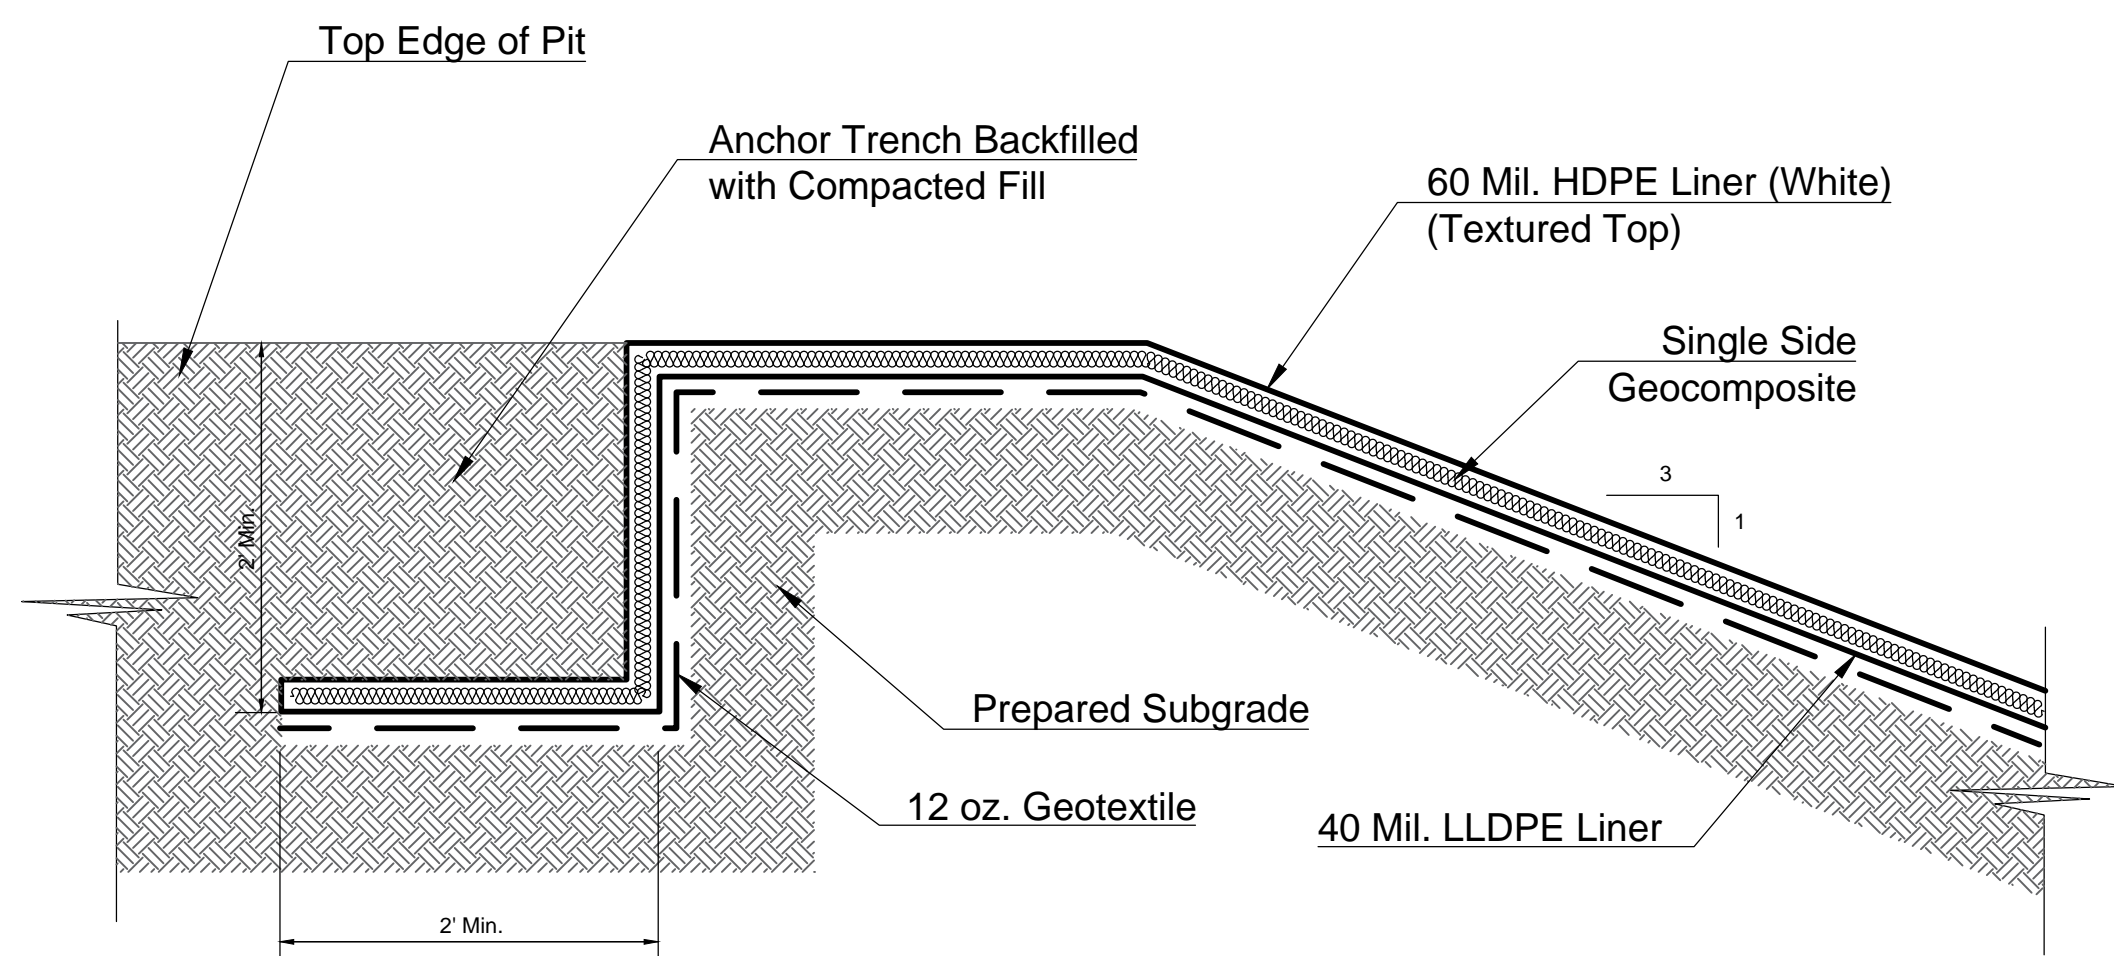 Top Edge of Pit
Anchor Trench Backfilled
with Compacted Fill
60 Mil. HDPE Liner (White)
(Textured Top)
Single Side
Geocomposite
3
1
2' Min.
Prepared Subgrade
12 oz. Geotextile
40 Mil. LLDPE Liner
2' Min.